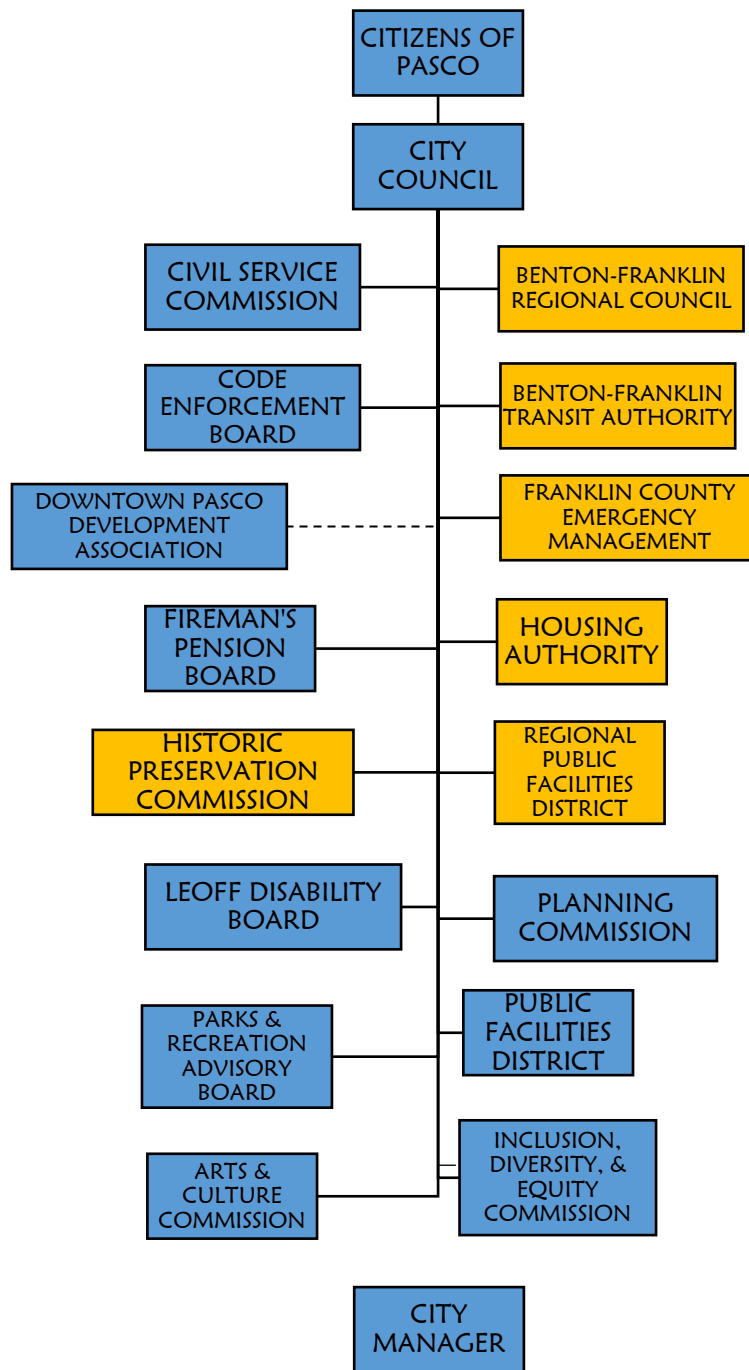 CITIZENS OF
PASCO
CITY
COUNCIL
CIVIL SERVICE
COMMISSION
BENTON-FRANKLIN
REGIONAL COUNCIL
CODE
ENFORCEMENT
BOARD
BENTON-FRANKLIN
TRANSIT AUTHORITY
DOWNTOWN PASCO
DEVELOPMENT
ASSOCIATION
FRANKLIN COUNTY
EMERGENCY
MANAGEMENT
FIREMAN'S
PENSION
BOARD
HOUSING
AUTHORITY
HISTORIC
PRESERVATION
COMMISSION
REGIONAL
PUBLIC
FACILITIES
DISTRICT
LEOFF DISABILITY
BOARD
PLANNING
COMMISSION
PARKS &
RECREATION
ADVISORY
BOARD
PUBLIC
FACILITIES
DISTRICT
ARTS &
CULTURE
COMMISSION
INCLUSION,
DIVERSITY, &
EQUITY
COMMISSION
CITY
MANAGER